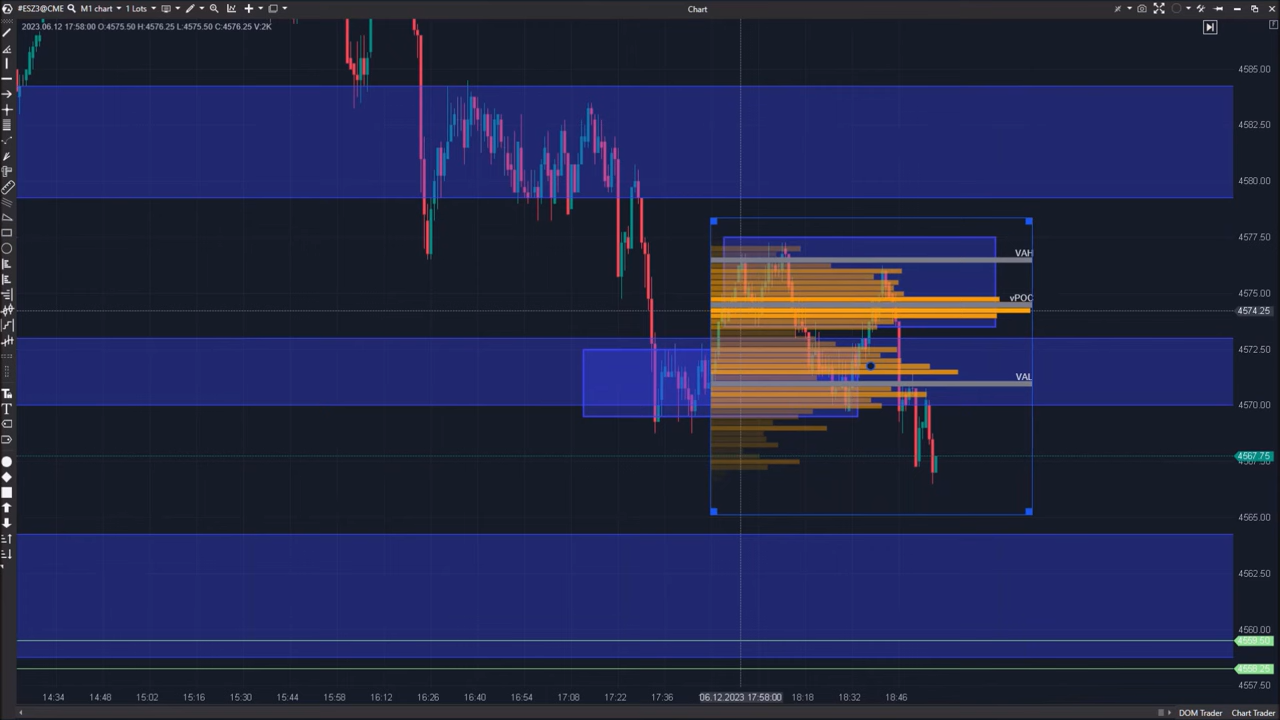 #ESZ3@CME M1 chart 1 Lots Chart
2023.06.12 17:58:00 O:4575.50 H:4576.25 L:4575.50 C:4576.25 V:2K
4585.00
4582.50
4580.00
4577.50
VAH
4575.00
vPOC
4574.25
4572.50
VAL
4570.00
4567.75
4565.00
4562.50
4560.00
4559.50
4557.50
14:34 14:48 15:02 15:16 15:30 15:44 15:58 16:12 16:26 16:40 16:54 17:08 17:22 17:36 06.12.2023 17:58:00 18:18 18:32 18:46
DOM Trader Chart Trader